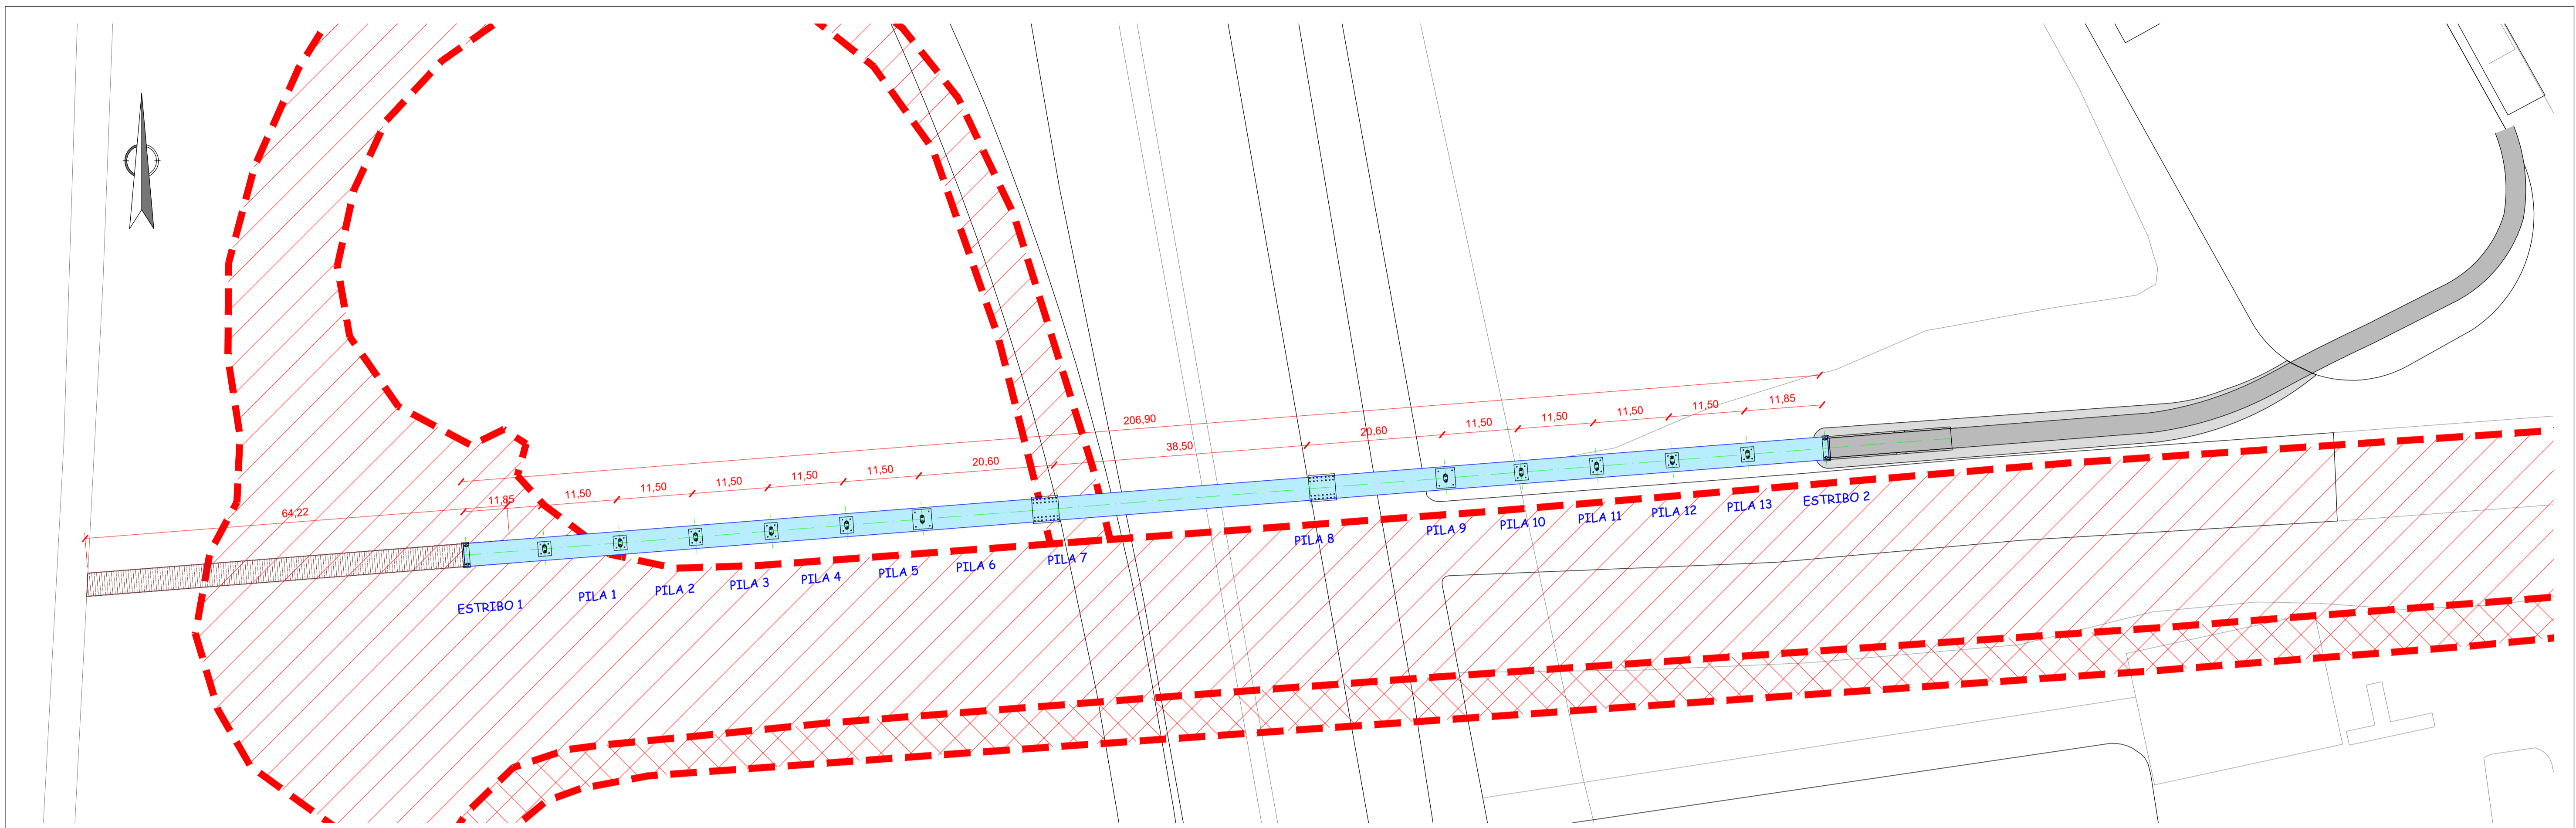 206,90
11,50
11,50
11,50
11,50
11,85
20,60
38,50
20,60
11,50
11,50
11,50
11,50
11,50
11,85
64,22
ESTRIBO 1
PILA 1
PILA 2
PILA 3
PILA 4
PILA 5
PILA 6
PILA 7
PILA 8
PILA 9
PILA 10
PILA 11
PILA 12
PILA 13
ESTRIBO 2